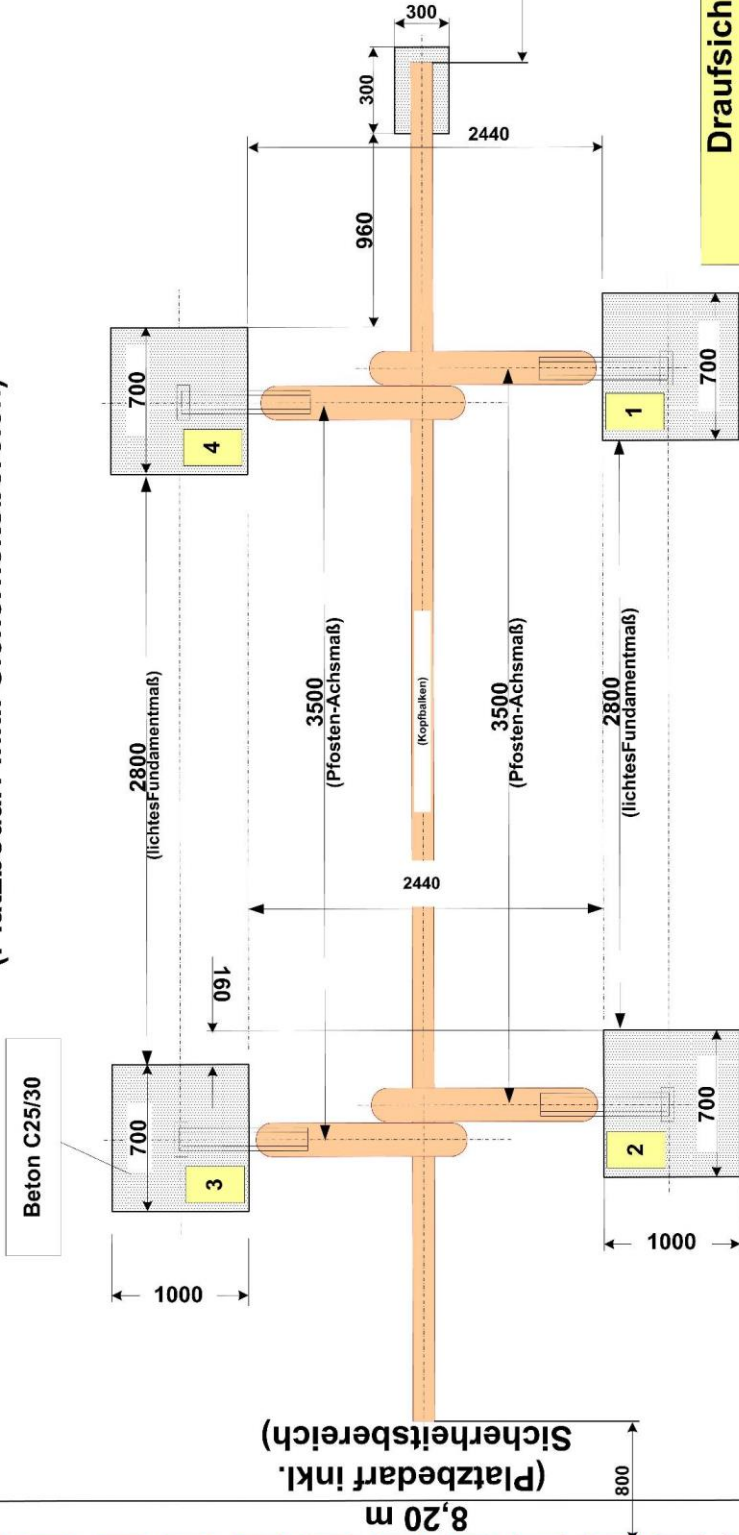 300
300
2440
960
Draufsich
700
4
1
700
2800
(lichtesFundamentmaß)
3500
(Pfosten-Achsmaß)
(Kopfbalken)
3500
(Pfosten-Achsmaß)
2800
(lichtesFundamentmaß)
2440
160
Beton C25/30
700
3
2
700
1000
1000
8,20 m
(Platzbedarf inkl.
Sicherheitsbereich)
800